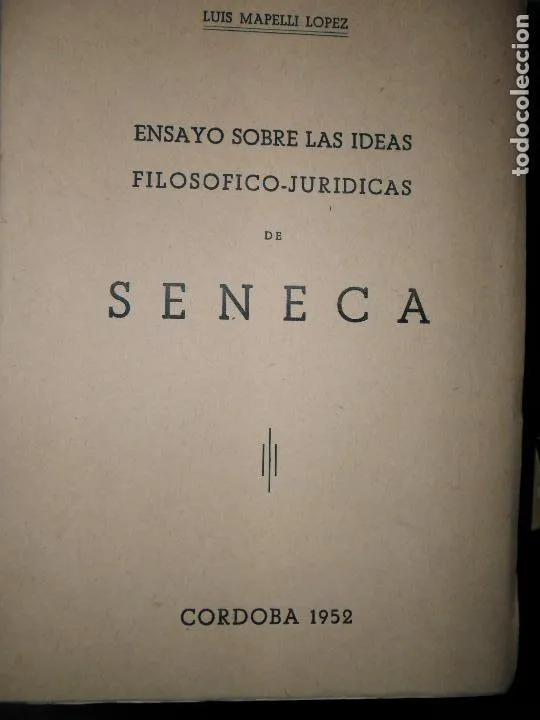 LUIS MAPELLI LOPEZ
ENSAYO SOBRE LAS IDEAS
FILOSOFICO-JURIDICAS
DE
SENECA
CORDOBA 1952
todocoleccion